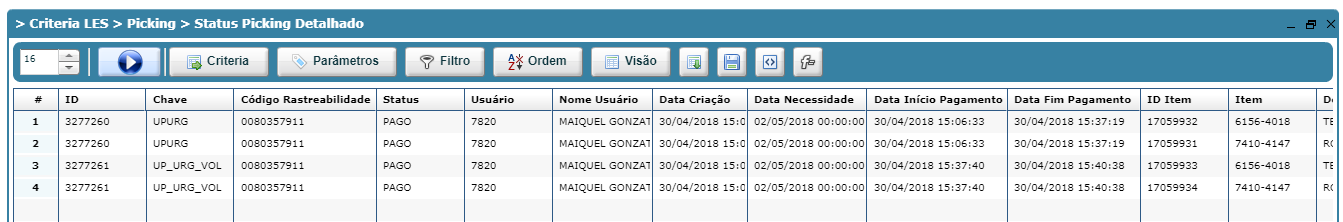 > Criteria LES > Picking > Status Picking Detalhado
16 Criteria Parâmetros Filtro Ordem Visão
# ID Chave Código Rastreabilidade Status Usuário Nome Usuário Data Criação Data Necessidade Data Início Pagamento Data Fim Pagamento ID Item Item
1 3277260 UPURG 0080357911 PAGO 7820 MAIQUEL GONZAT 30/04/2018 15:0 02/05/2018 00:00:00 30/04/2018 15:06:33 30/04/2018 15:37:19 17059932 6156-4018 TE
2 3277260 UPURG 0080357911 PAGO 7820 MAIQUEL GONZAT 30/04/2018 15:0 02/05/2018 00:00:00 30/04/2018 15:06:33 30/04/2018 15:37:19 17059931 7410-4147
3 3277261 UP_URG_VOL 0080357911 PAGO 7820 MAIQUEL GONZAT 30/04/2018 15:0 02/05/2018 00:00:00 30/04/2018 15:37:40 30/04/2018 15:40:38 17059933 6156-4018 TE
4 3277261 UP_URG_VOL 0080357911 PAGO 7820 MAIQUEL GONZAT 30/04/2018 15:0 02/05/2018 00:00:00 30/04/2018 15:37:40 30/04/2018 15:40:38 17059934 7410-4147